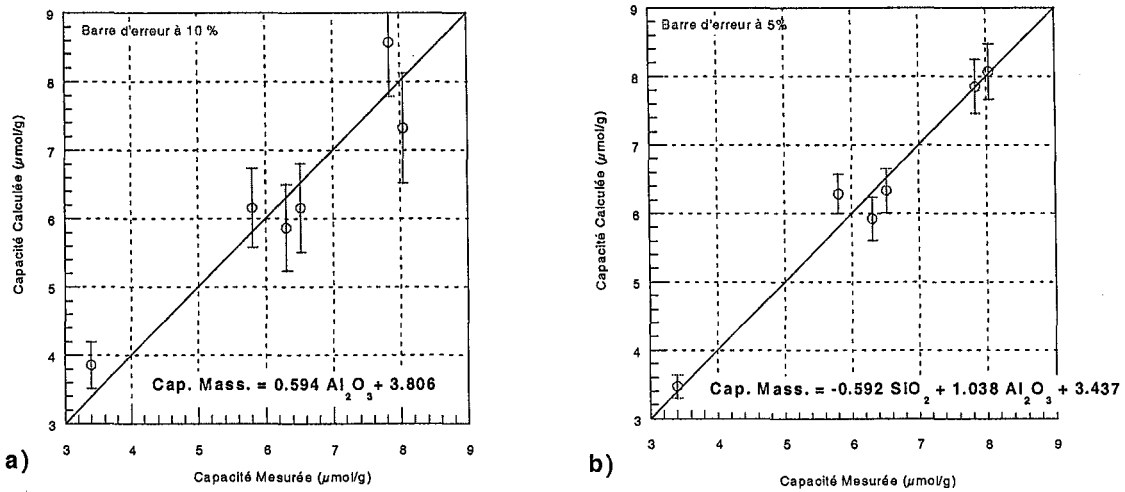 Barre d'erreur à 10 %
9
8
7
6
5
4
3
Capacité Calculée (µmol/g)
Cap. Mass. = 0.594 Al₂O₃ + 3.806
3 4 5 6 7 8 9
Capacité Mesurée (µmol/g)
a)
Barre d'erreur à 5%
9
8
7
6
5
4
3
Capacité Calculée (µmol/g)
Cap. Mass. = -0.592 SiO₂ + 1.038 Al₂O₃ + 3.437
3 4 5 6 7 8 9
Capacité Mesurée (µmol/g)
b)